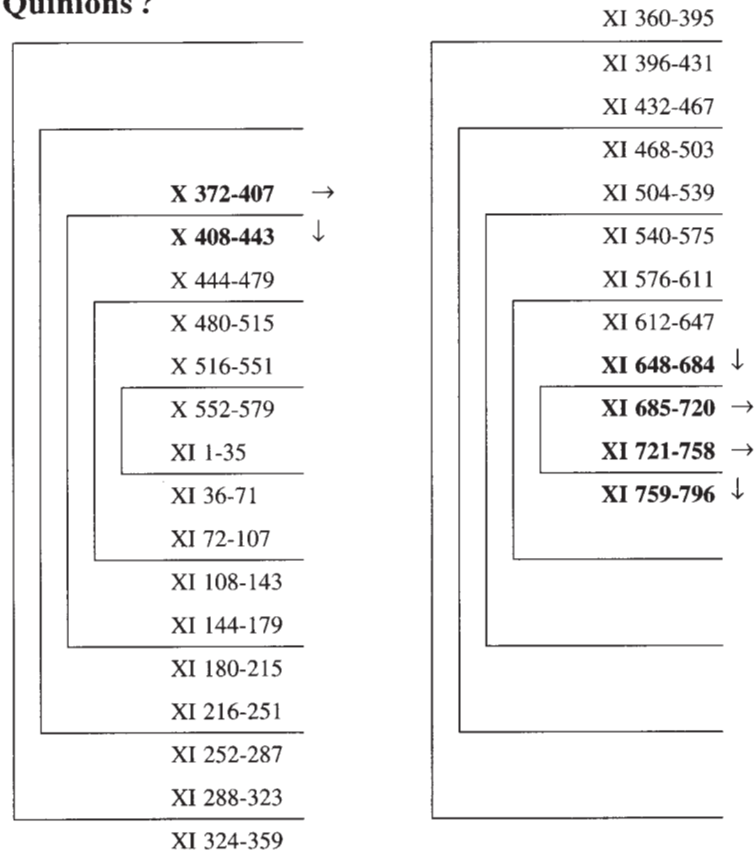 Quinions ?
X 372-407 →
X 408-443 ↓
X 444-479
X 480-515
X 516-551
X 552-579
XI 1-35
XI 36-71
XI 72-107
XI 108-143
XI 144-179
XI 180-215
XI 216-251
XI 252-287
XI 288-323
XI 324-359
XI 360-395
XI 396-431
XI 432-467
XI 468-503
XI 504-539
XI 540-575
XI 576-611
XI 612-647
XI 648-684 ↓
XI 685-720 →
XI 721-758 →
XI 759-796 ↓